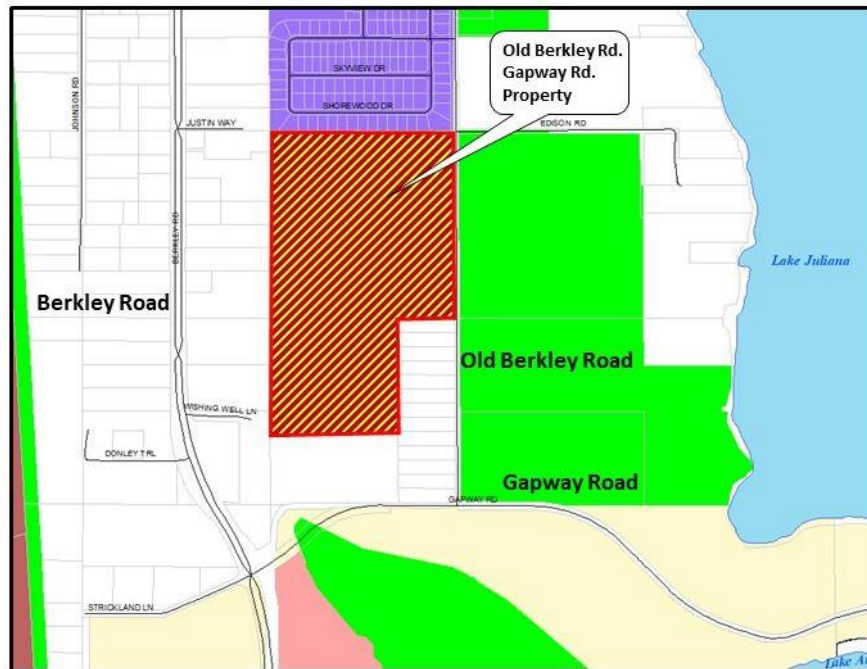 Old Berkley Rd.
Gapway Rd.
Property
SKYVIEW DR
SHOREWOOD DR
JOHNSON RD
JUSTIN WAY
EDISON RD
BERKLEY RD
Lake Juliana
Berkley Road
Old Berkley Road
WISHING WELL LN
DONLEY TRL
Gapway Road
GAPWAY RD
STRICKLAND LN
Lake